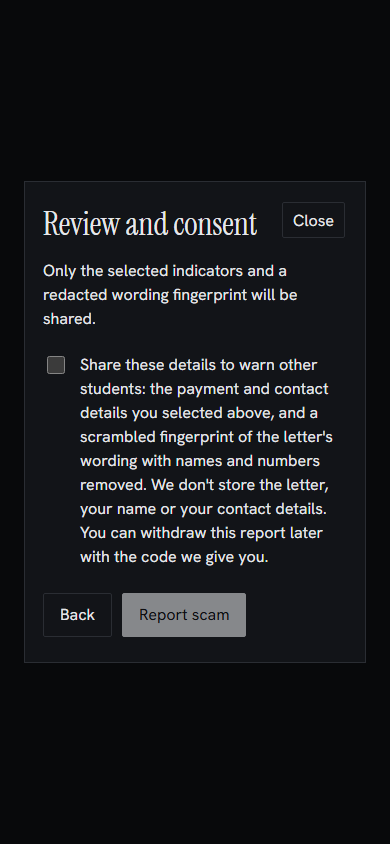 Review and consent
Close
Only the selected indicators and a
redacted wording fingerprint will be
shared.
Share these details to warn other
students: the payment and contact
details you selected above, and a
scrambled fingerprint of the letter's
wording with names and numbers
removed. We don't store the letter,
your name or your contact details.
You can withdraw this report later
with the code we give you.
Back
Report scam